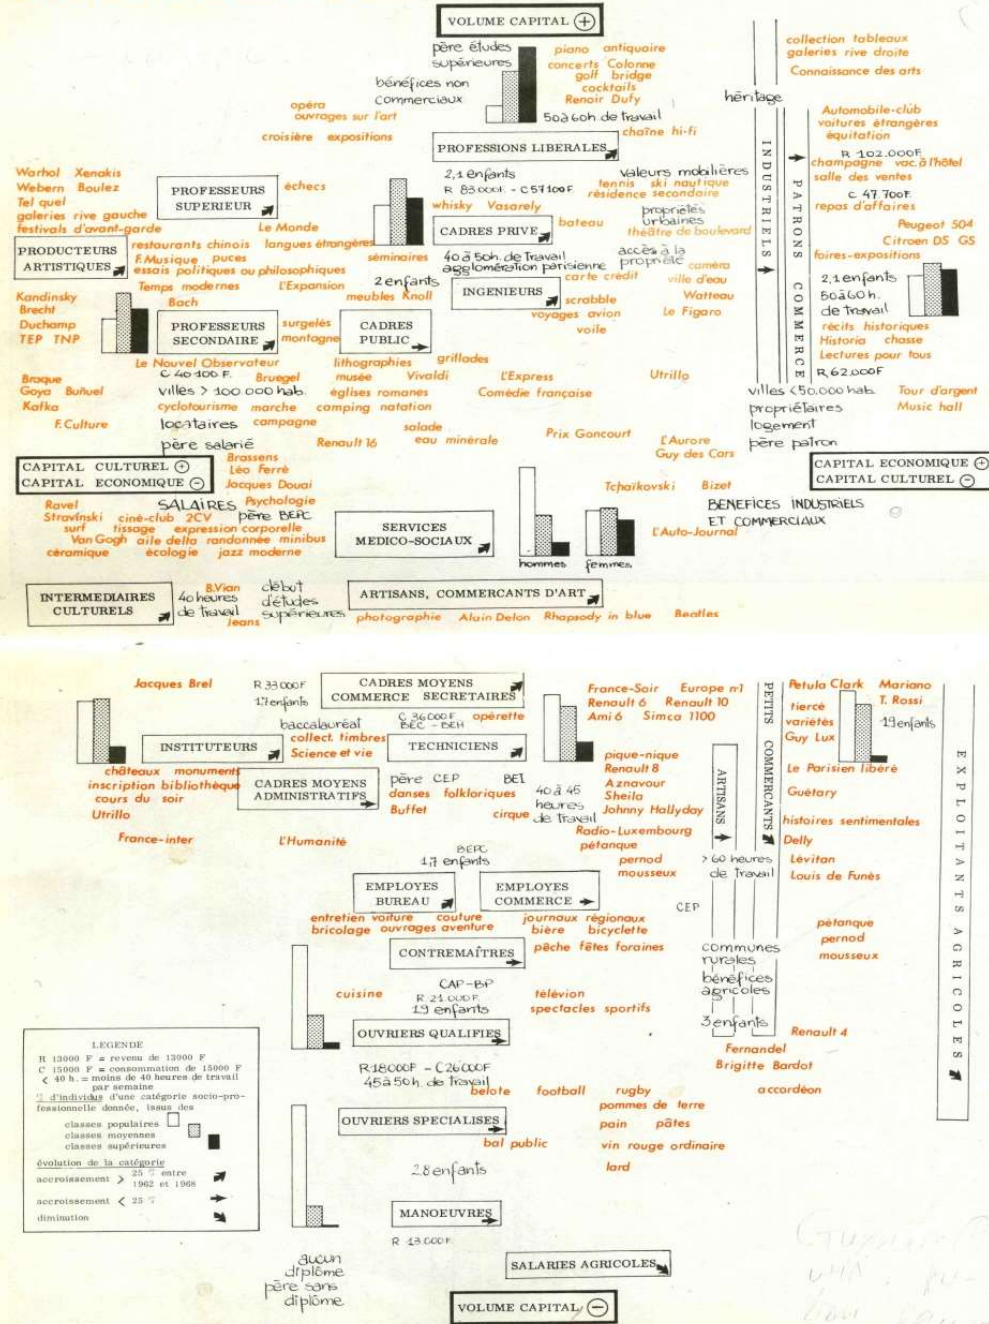 VOLUME CAPITAL +
père études supérieures
piano antiquaire
concerts Colonne
golf bridge
cocktails
Renoir Dufy
collection tableaux
galeries rive droite
Connaissance des arts
bénéfices non commerciaux
héritage
opéra
ouvrages sur l'art
50 à 60h. de travail
croisière expositions
chaîne hi-fi
Automobile-club
voitures étrangères
équitation
PROFESSIONS LIBERALES
INDUSTRIELS
PATRONS COMMERCE
R 102.000F
champagne vac. à l'hôtel
salle des ventes
C 47.700F.
repas d'affaires
Warhol Xenakis
Webern Boulez
Tel quel
galeries rive gauche
festivals d'avant-garde
PROFESSEURS SUPERIEUR
échecs
2,1 enfants
R 83000F - C57100F
valeurs mobilières
tennis ski nautique
résidence secondaire
whisky Vasarely
propriétés urbaines
théâtre de boulevard
bateau
CADRES PRIVE
Le Monde
Peugeot 504
Citroen DS GS
foires-expositions
PRODUCTEURS ARTISTIQUES
restaurants chinois langues étrangères
F.Musique puces
essais politiques ou philosophiques
séminaires
40 à 50h. de travail
agglomération parisienne
accès à la propriété
caméra
carte crédit
ville d'eau
Temps modernes L'Expansion
2 enfants
meubles Knoll
INGENIEURS
scrabble
Watteau
Le Figaro
voyages avion
voile
2,1 enfants
50 à 60 h. de travail
récits historiques
Historia chasse
Lectures pour tous
R,62.000F
Kandinsky
Brecht
Duchamp
TEP TNP
Bach
PROFESSEURS SECONDAIRE
surgelés
montagne
CADRES PUBLIC
Le Nouvel Observateur
lithographies grillades
C 40100 F.
Bruegel
musée Vivaldi
L'Express
Utrillo
Braque
Goya Buñuel
Kafka
F.Culture
villes > 100 000 hab.
églises romanes
Comédie française
villes <50.000 hab.
Tour d'argent
Music hall
cyclotourisme marche camping natation
propriétaires logement
père patron
locataires
campagne
père salarié
Renault 16
salade
eau minérale
Prix Goncourt
L'Aurore
Guy des Cars
CAPITAL CULTUREL +
CAPITAL ECONOMIQUE -
Brassens
Léo Ferrè
Jacques Douai
CAPITAL ECONOMIQUE +
CAPITAL CULTUREL -
Tchaïkovski Bizet
Ravel
SALAIRES
Psychologie
père BEPC
BENEFICES INDUSTRIELS
ET COMMERCIAUX
Stravinski ciné-club 2CV
surf tissage expression corporelle
Van Gogh aile delta randonnée minibus
céramique écologie jazz moderne
SERVICES MEDICO-SOCIAUX
L'Auto-Journal
hommes femmes
INTERMEDIAIRES CULTURELS
B.Vian
40 heures de travail
Jeans
début d'études supérieures
ARTISANS, COMMERCANTS D'ART
photographie Alain Delon Rhapsody in blue Beatles
Jacques Brel
R 33000F
1,7 enfants
CADRES MOYENS
COMMERCE SECRETAIRES
France-Soir Europe n°1
Renault 6 Renault 10
Ami 6 Simca 1100
PETITS COMMERCANTS
Petula Clark Mariano
T. Rossi
tiercé
variétés
Guy Lux
1,9 enfants
C 36000F opérette
BEC - BEH
baccalauréat
collect. timbres
Science et vie
INSTITUTEURS
TECHNICIENS
EXPLOITANTS AGRICOLES
châteaux monuments
inscription bibliothèque
cours du soir
Utrillo
CADRES MOYENS ADMINISTRATIFS
père CEP BEI
danses folkloriques
Buffet
cirque
40 à 45 heures de travail
pique-nique
Renault 8
Aznavour
Sheila
Johnny Hallyday
ARTISANS
Le Parisien libéré
Guétary
histoires sentimentales
France-inter
L'Humanité
Radio-Luxembourg
pétanque
Delly
BEPC
1,7 enfants
pernod
mousseux
>60 heures de travail
Lévitan
Louis de Funès
EMPLOYES BUREAU
EMPLOYES COMMERCE
CEP
entretien voiture couture
bricolage ouvrages aventure
journaux régionaux
bière bicyclette
pétanque
pernod
mousseux
CONTREMAÎTRES
pêche fêtes foraines
communes rurales
bénéfices agricoles
CAP-BP
cuisine
R 21.000F.
19 enfants
télévion
spectacles sportifs
3 enfants
Renault 4
OUVRIERS QUALIFIES
Fernandel
Brigitte Bardot
R18000F - C26000F
45 à 50h. de travail
belote football rugby
accordéon
pommes de terre
pain pâtes
OUVRIERS SPECIALISES
bal public
vin rouge ordinaire
lard
2,8 enfants
MANOEUVRES
R 13.000F.
aucun diplôme
père sans diplôme
SALARIES AGRICOLES
VOLUME CAPITAL -
LEGENDE
R 13000 F = revenu de 13000 F
C 15000 F = consommation de 15000 F
< 40 h. = moins de 40 heures de travail par semaine
% d'individus d'une catégorie socio-pro-
fessionnelle donnée, issus des
classes populaires
classes moyennes
classes supérieures
évolution de la catégorie
accroissement > 25 % entre 1962 et 1968
accroissement < 25 %
diminution